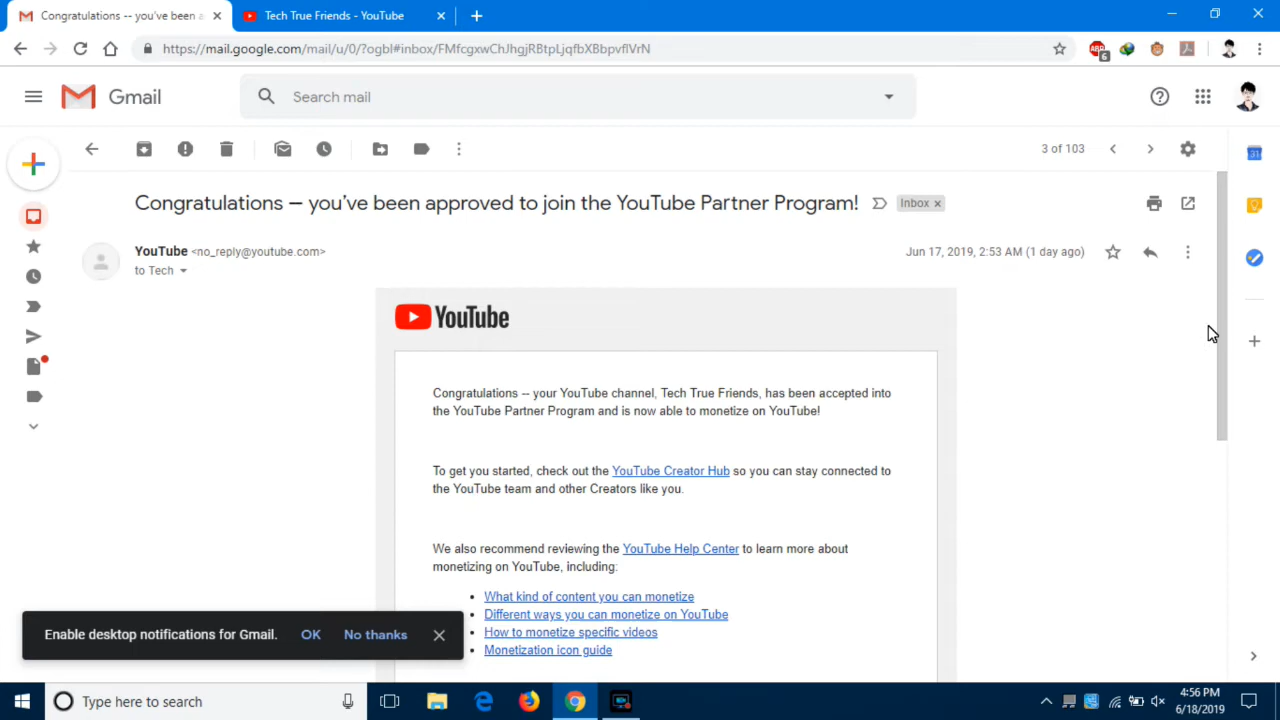 Congratulations -- you've been a
Tech True Friends - YouTube
https://mail.google.com/mail/u/0/?ogbl#inbox/FMfcgxwChJhgjRBtpLjqfbXBbpvflVrN
ABP
6
Gmail
Search mail
3 of 103
31
Congratulations – you've been approved to join the YouTube Partner Program!
Inbox x
YouTube <no_reply@youtube.com>
Jun 17, 2019, 2:53 AM (1 day ago)
to Tech
YouTube
Congratulations -- your YouTube channel, Tech True Friends, has been accepted into
the YouTube Partner Program and is now able to monetize on YouTube!
To get you started, check out the YouTube Creator Hub so you can stay connected to
the YouTube team and other Creators like you.
We also recommend reviewing the YouTube Help Center to learn more about
monetizing on YouTube, including:
• What kind of content you can monetize
• Different ways you can monetize on YouTube
• How to monetize specific videos
• Monetization icon guide
Enable desktop notifications for Gmail.
OK
No thanks
Type here to search
4:56 PM
6/18/2019